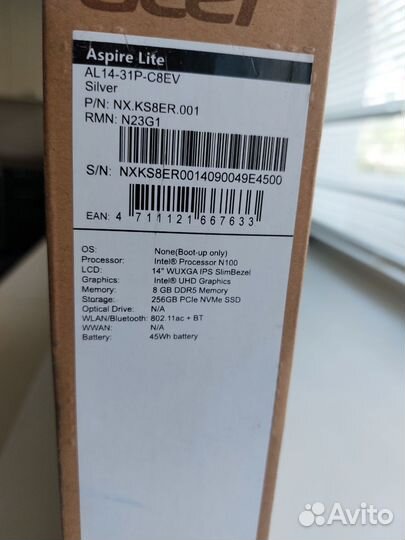 acer
Aspire Lite
AL14-31P-C8EV
Silver
P/N: NX.KS8ER.001
RMN: N23G1
S/N: NXKS8ER0014090049E4500
EAN: 4 711121 667633
OS: None(Boot-up only)
Processor: Intel® Processor N100
LCD: 14" WUXGA IPS SlimBezel
Graphics: Intel® UHD Graphics
Memory: 8 GB DDR5 Memory
Storage: 256GB PCIe NVMe SSD
Optical Drive: N/A
WLAN/Bluetooth: 802.11ac + BT
WWAN: N/A
Battery: 45Wh battery
Avito